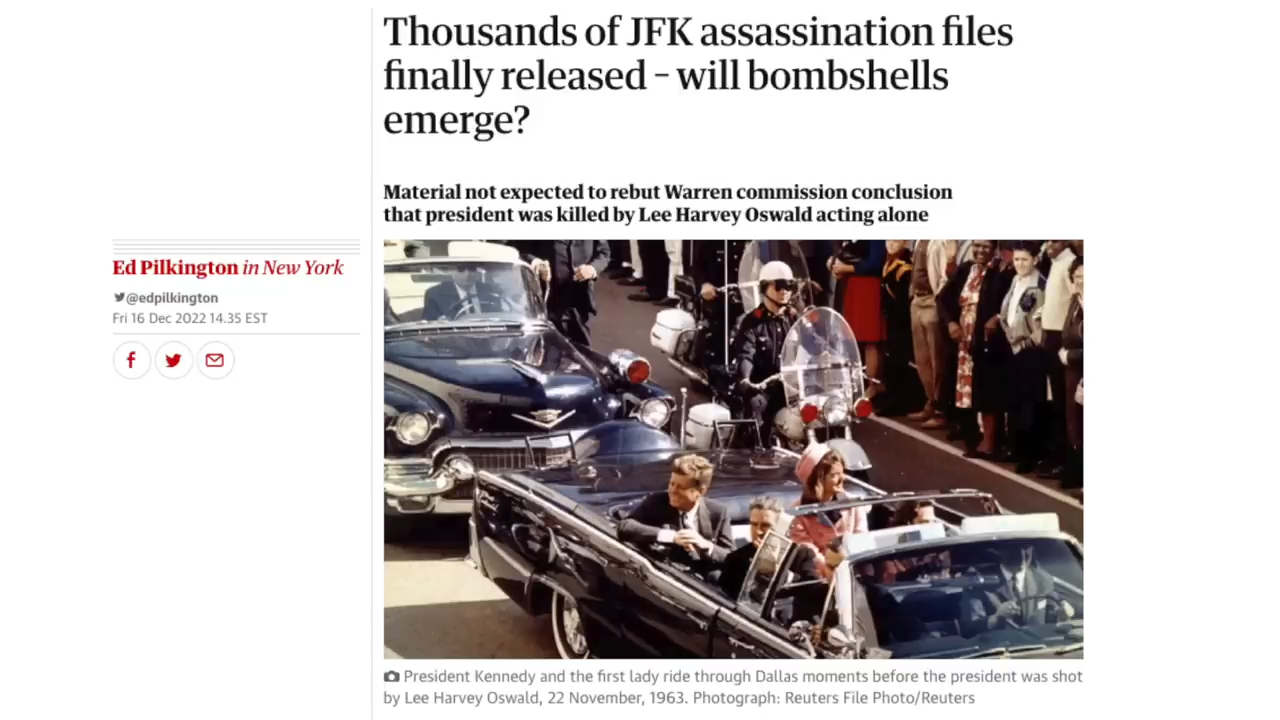 Thousands of JFK assassination files
finally released – will bombshells
emerge?
Material not expected to rebut Warren commission conclusion
that president was killed by Lee Harvey Oswald acting alone
Ed Pilkington in New York
@edpilkington
Fri 16 Dec 2022 14.35 EST
President Kennedy and the first lady ride through Dallas moments before the president was shot
by Lee Harvey Oswald, 22 November, 1963. Photograph: Reuters File Photo/Reuters